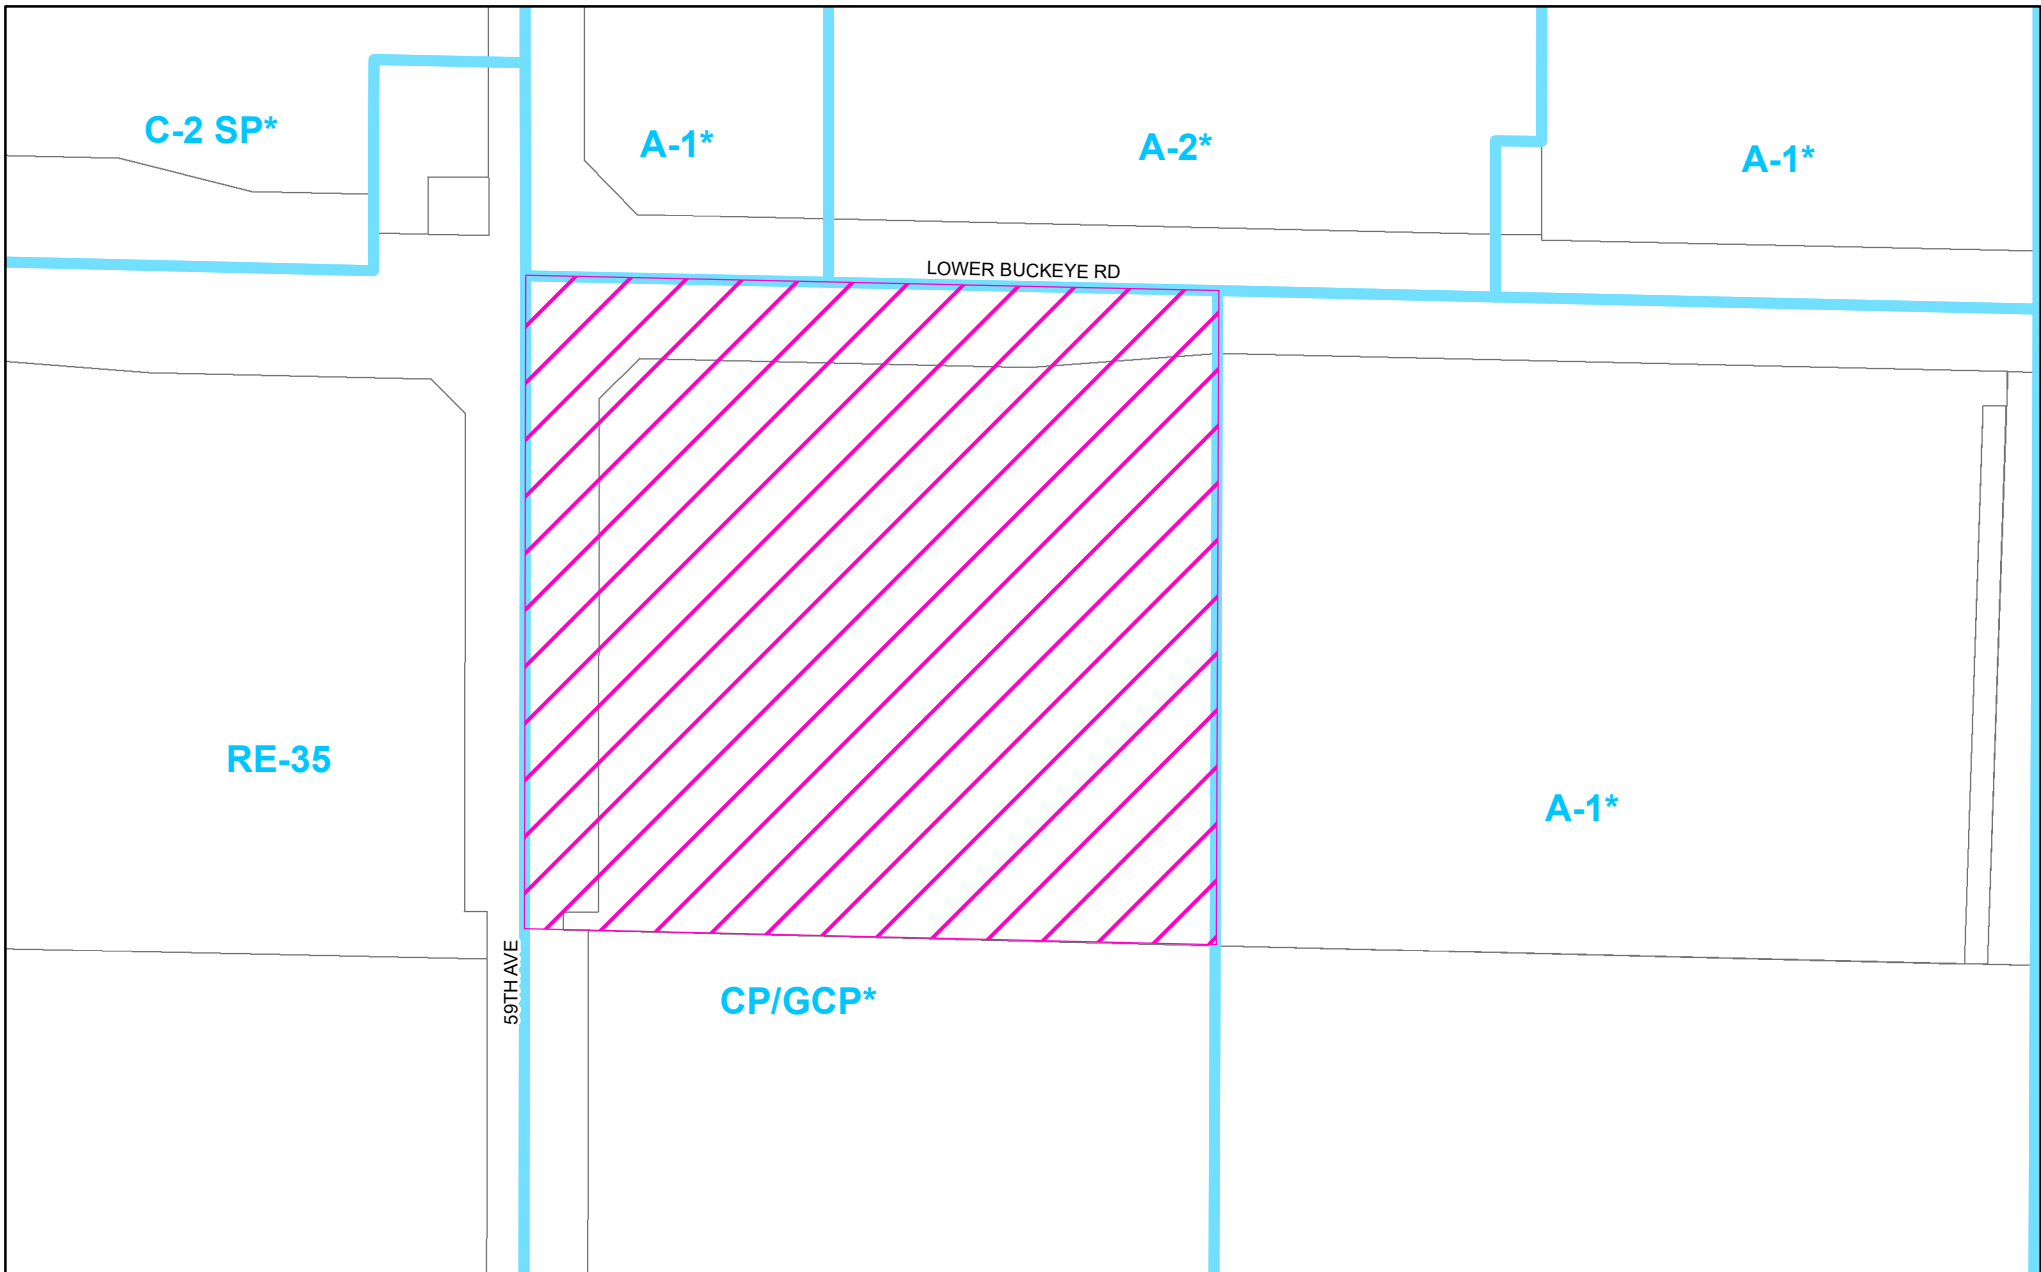 C-2 SP*
A-1*
A-2*
A-1*
LOWER BUCKEYE RD
RE-35
A-1*
59TH AVE
CP/GCP*